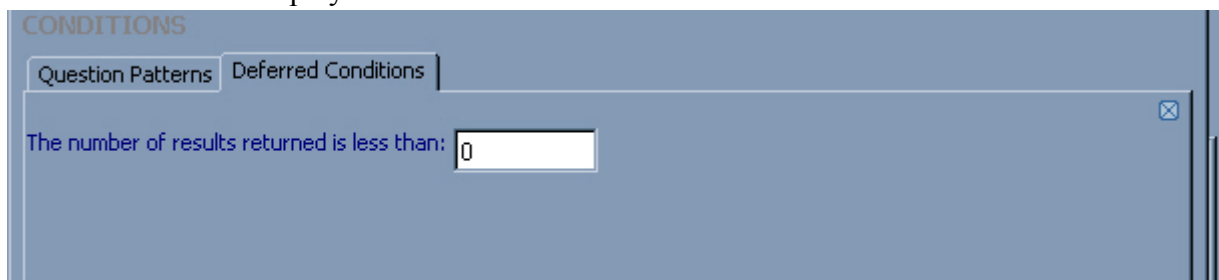 CONDITIONS
Question Patterns Deferred Conditions
The number of results returned is less than: 0